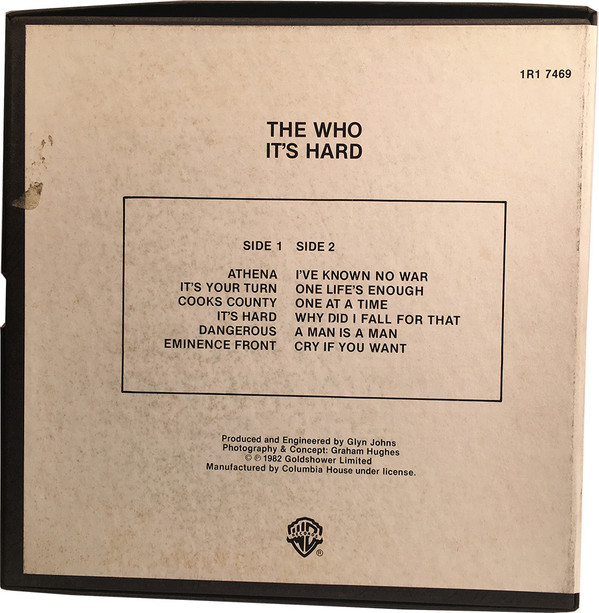 1R1 7469
THE WHO
IT'S HARD
SIDE 1 SIDE 2
ATHENA I'VE KNOWN NO WAR
IT'S YOUR TURN ONE LIFE'S ENOUGH
COOKS COUNTY ONE AT A TIME
IT'S HARD WHY DID I FALL FOR THAT
DANGEROUS A MAN IS A MAN
EMINENCE FRONT CRY IF YOU WANT
Produced and Engineered by Glyn Johns
Photography & Concept: Graham Hughes
© ℗ 1982 Goldshower Limited
Manufactured by Columbia House under license.
RECORDS
®